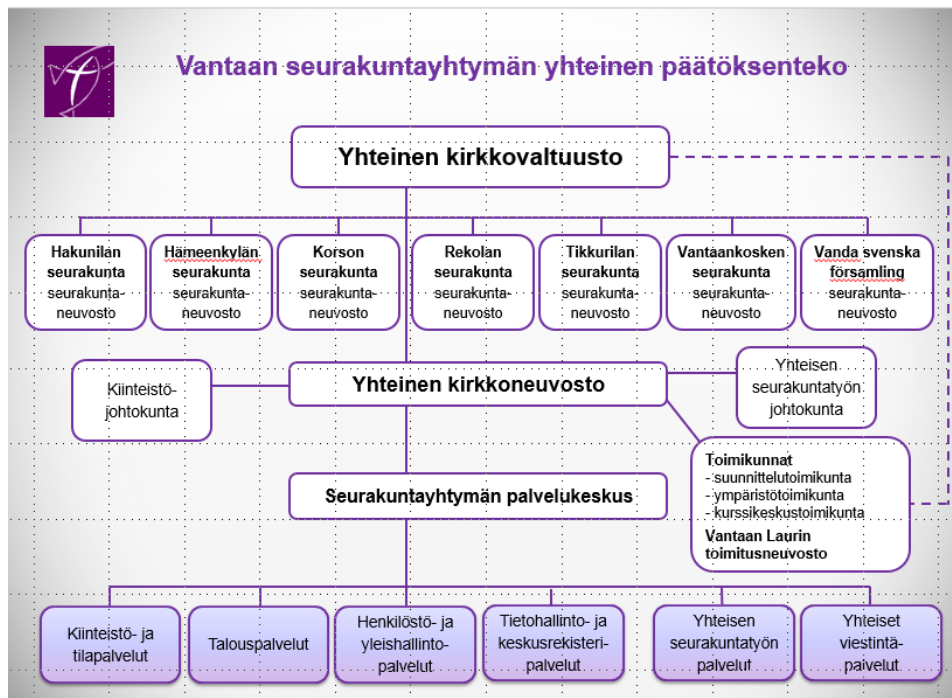 Vantaan seurakuntayhtymän yhteinen päätöksenteko
Yhteinen kirkkovaltuusto
Hakunilan
seurakunta
seurakunta-
neuvosto
Hämeenkylän
seurakunta
seurakunta-
neuvosto
Korson
seurakunta
seurakunta-
neuvosto
Rekolan
seurakunta
seurakunta-
neuvosto
Tikkurilan
seurakunta
seurakunta-
neuvosto
Vantaankosken
seurakunta
seurakunta-
neuvosto
Vanda svenska
församling
seurakunta-
neuvosto
Kiinteistö-
johtokunta
Yhteinen kirkkoneuvosto
Yhteisen
seurakuntatyön
johtokunta
Toimikunnat
- suunnittelutoimikunta
- ympäristötoimikunta
- kurssikeskustoimikunta
Vantaan Laurin
toimitusneuvosto
Seurakuntayhtymän palvelukeskus
Kiinteistö- ja
tilapalvelut
Talouspalvelut
Henkilöstö- ja
yleishallinto-
palvelut
Tietohallinto- ja
keskusrekisteri-
palvelut
Yhteisen
seurakuntatyön
palvelut
Yhteiset
viestintä-
palvelut